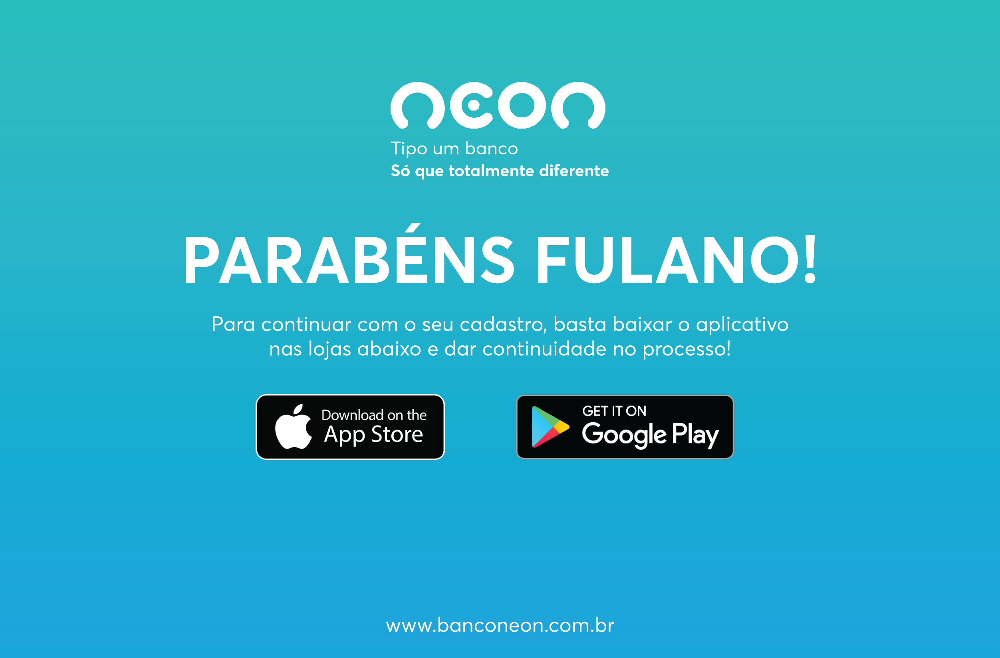 neon
Tipo um banco
Só que totalmente diferente
PARABÉNS FULANO!
Para continuar com o seu cadastro, basta baixar o aplicativo
nas lojas abaixo e dar continuidade no processo!
Download on the
App Store
GET IT ON
Google Play
www.banconeon.com.br